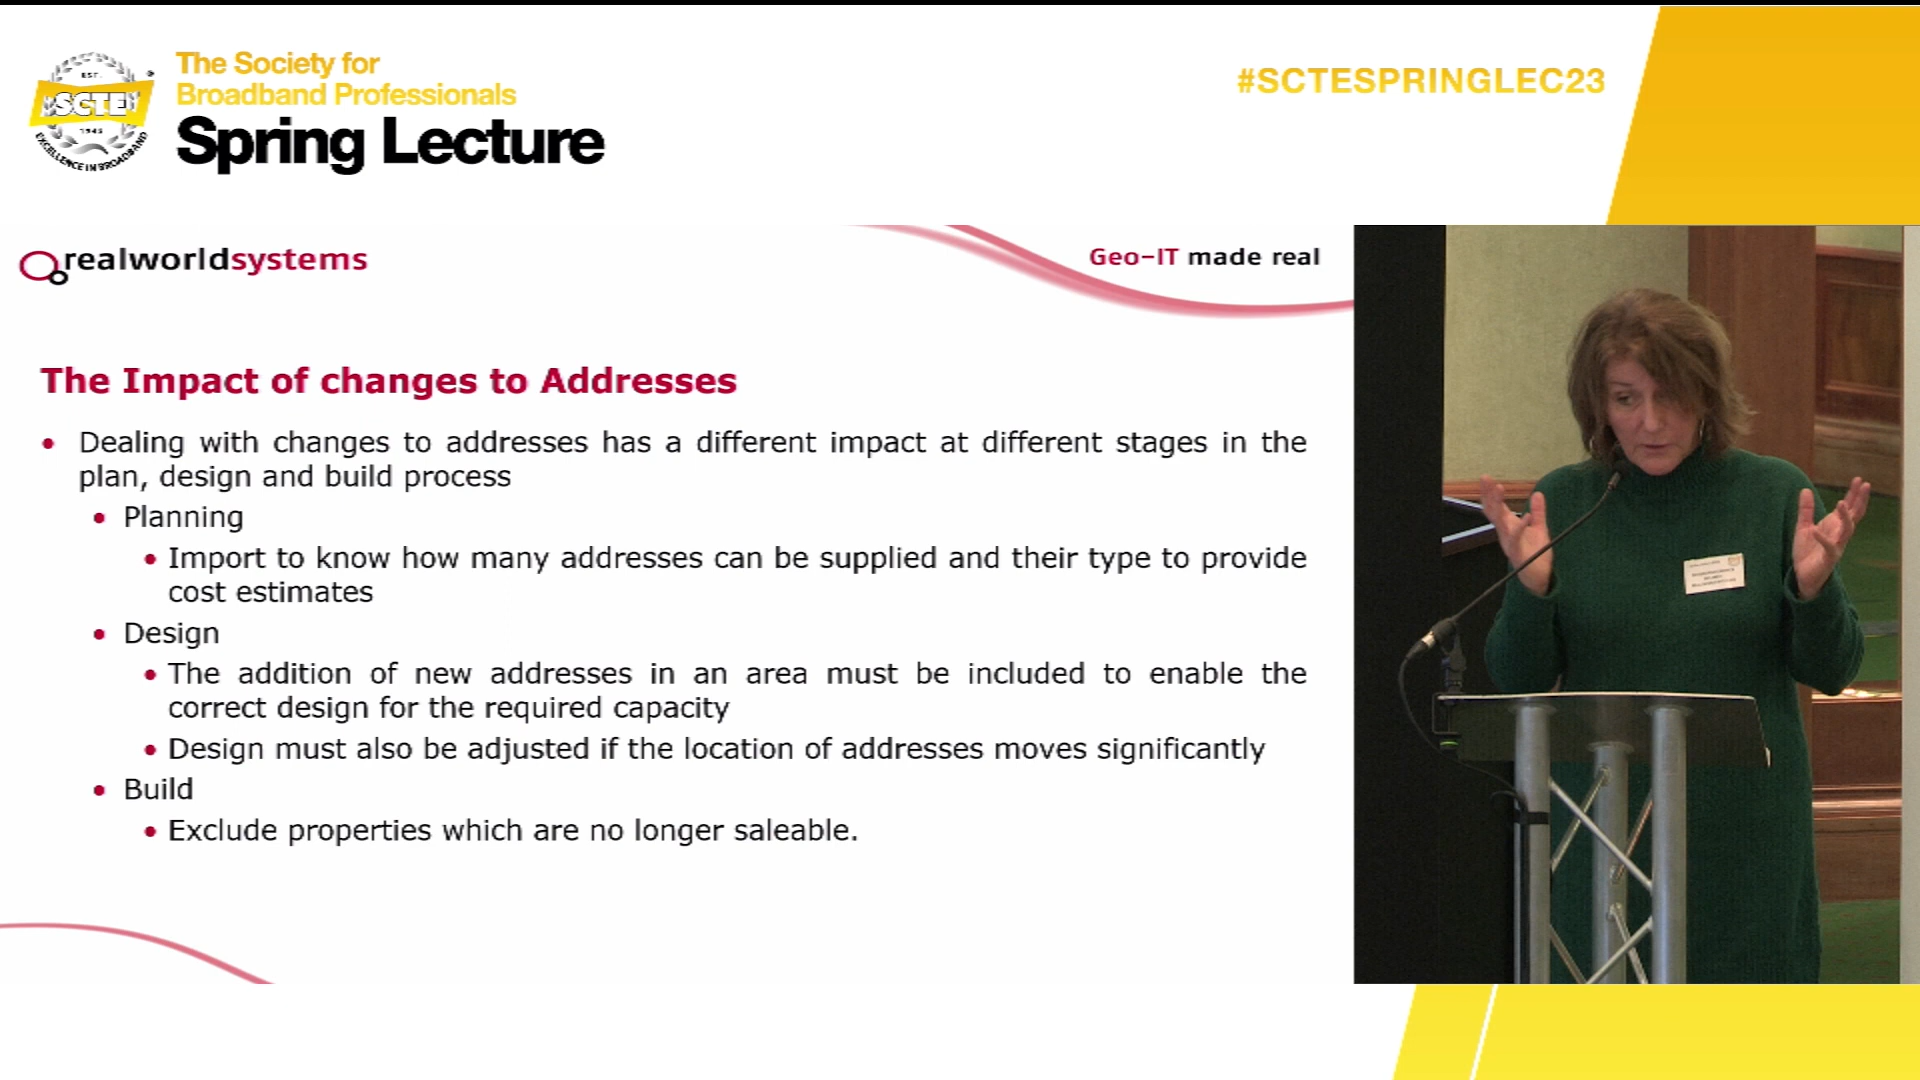 The Society for
Broadband Professionals
Spring Lecture
EST.
SCTE
1945
EXCELLENCE IN BROADBAND
#SCTESPRINGLEC23
realworldsystems
Geo-IT made real
The Impact of changes to Addresses
• Dealing with changes to addresses has a different impact at different stages in the
plan, design and build process
• Planning
• Import to know how many addresses can be supplied and their type to provide
cost estimates
• Design
• The addition of new addresses in an area must be included to enable the
correct design for the required capacity
• Design must also be adjusted if the location of addresses moves significantly
• Build
• Exclude properties which are no longer saleable.